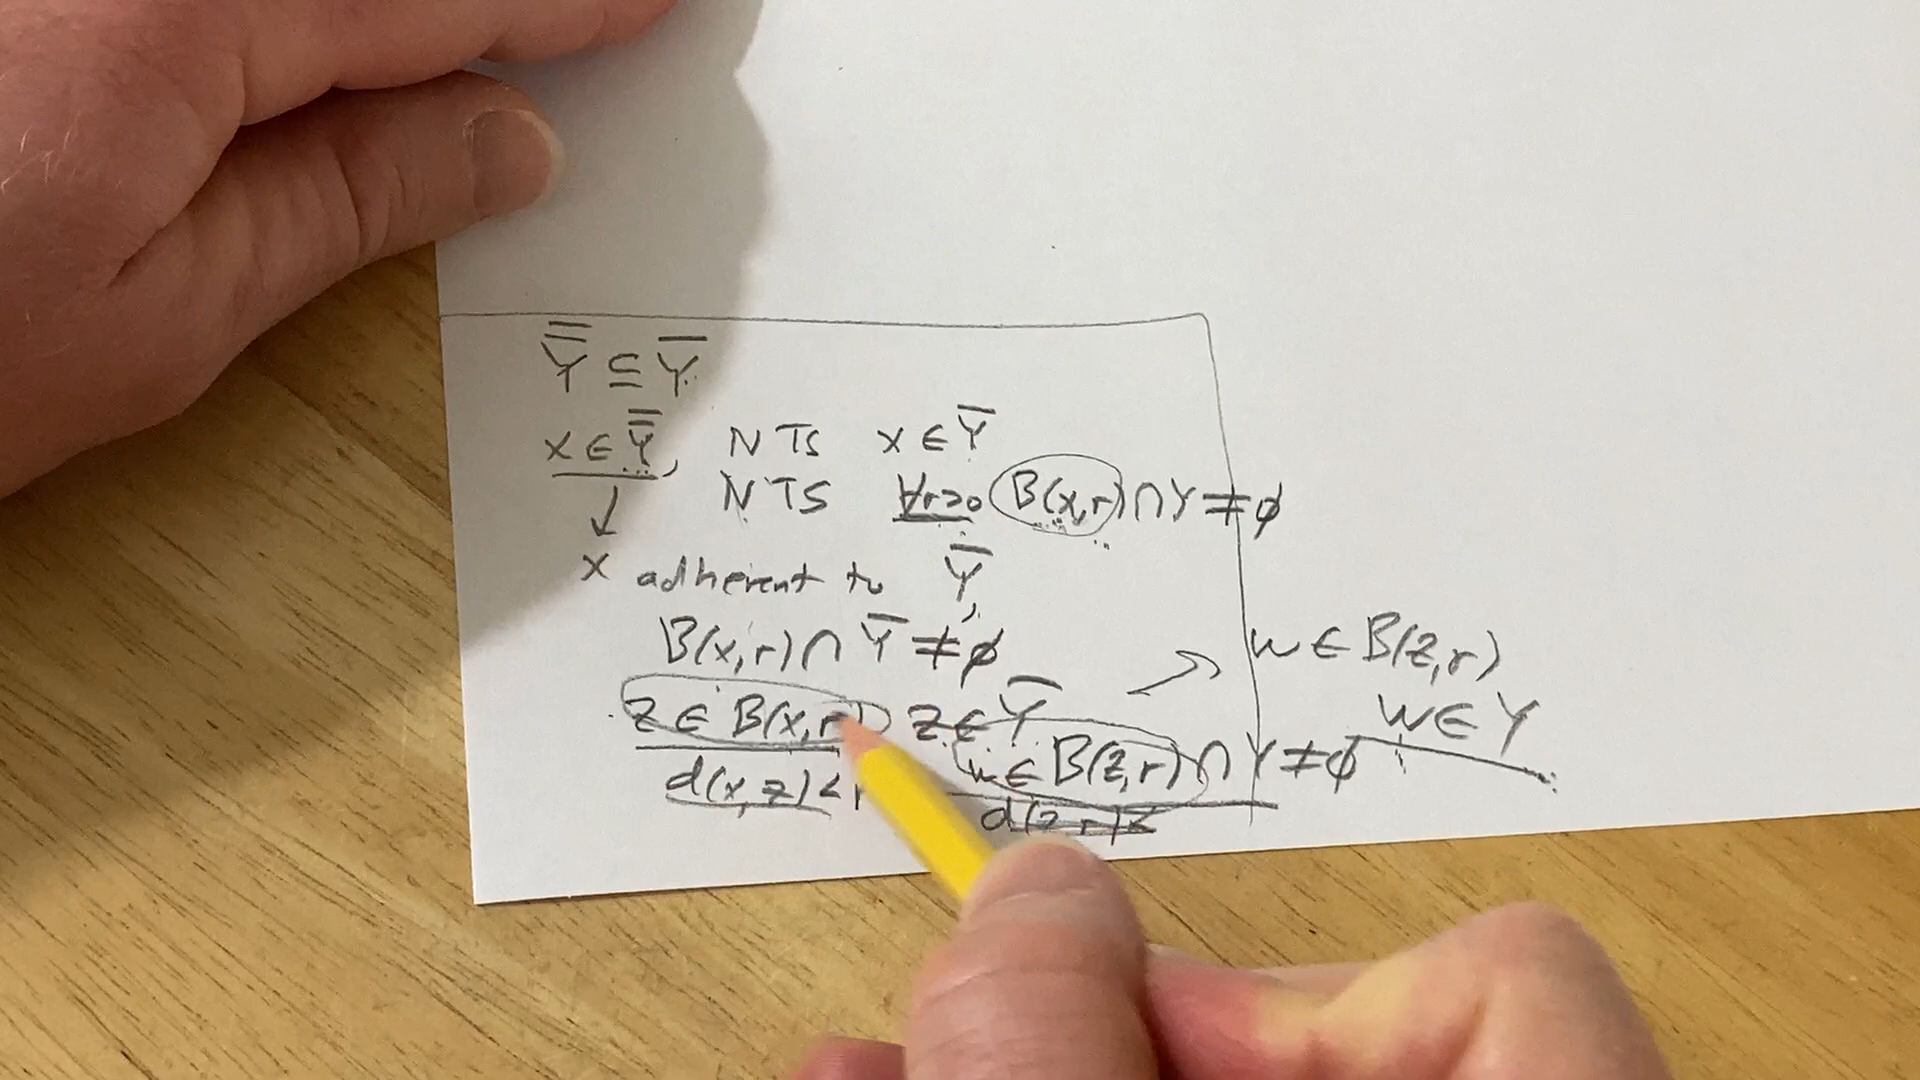 Y̿ ⊆ Y̅
x ∈ Y̿, NTS x ∈ Y̅
NTS ∀r>0 B(x,r) ∩ Y ≠ ∅
↓
x adherent to Y̅
B(x,r) ∩ Y̅ ≠ ∅
z ∈ B(x,r) z ∈ Y̅ → w ∈ B(z,r)
w ∈ Y
w ∈ B(z,r) ∩ Y ≠ ∅
d(x,z) <